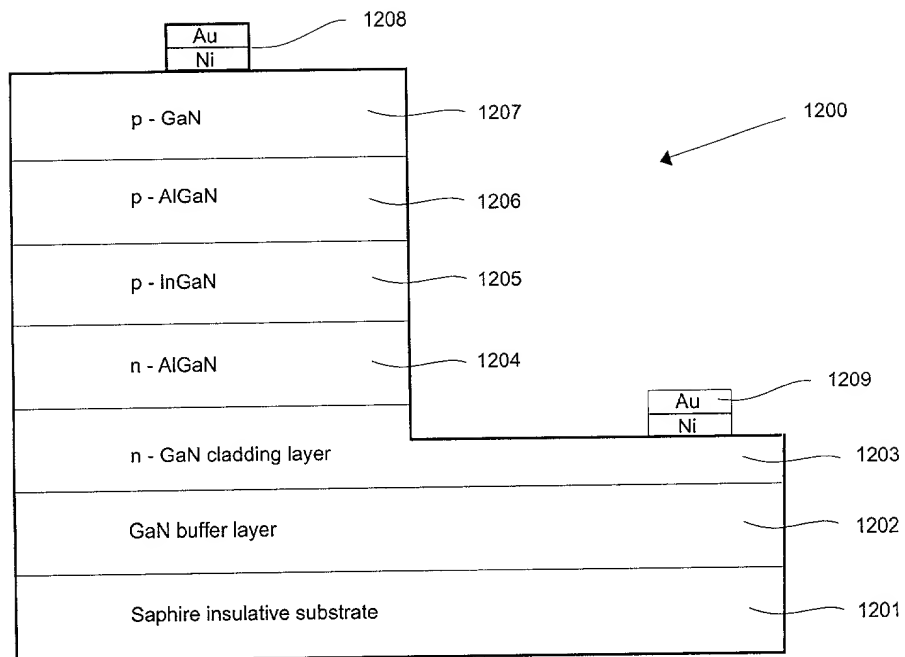 Au
1208
Ni
p - GaN
1207
1200
p - AlGaN
1206
p - InGaN
1205
n - AlGaN
1204
1209
Au
Ni
n - GaN cladding layer
1203
GaN buffer layer
1202
Saphire insulative substrate
1201